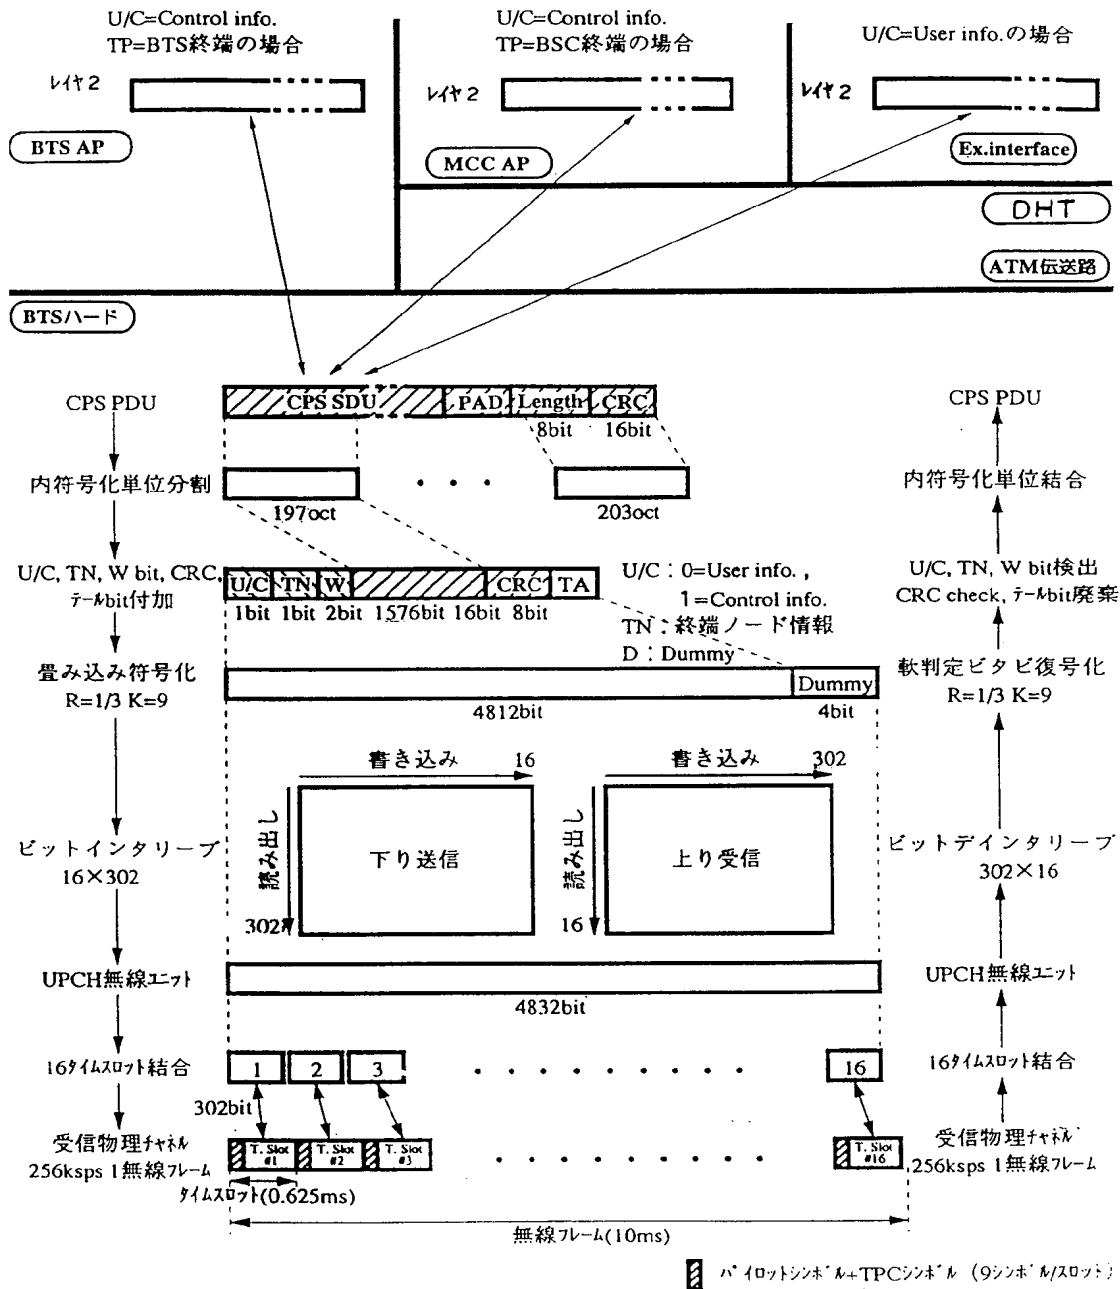 U/C=Control info.
TP=BTS終端の場合
U/C=Control info.
TP=BSC終端の場合
U/C=User info.の場合
レイヤ2
レイヤ2
レイヤ2
BTS AP
MCC AP
Ex.interface
DHT
ATM伝送路
BTSハード
CPS PDU
CPS SDU
PAD
Length
CRC
CPS PDU
8bit
16bit
内符号化単位分割
・・・
内符号化単位結合
197oct
203oct
U/C, TN, W bit, CRC,
テールbit付加
U/C
TN
W
CRC
TA
1bit
1bit
2bit
1576bit
16bit
8bit
U/C：0=User info.,
1=Control info.
TN：終端ノード情報
D：Dummy
U/C, TN, W bit検出
CRC check, テールbit廃棄
畳み込み符号化
R=1/3 K=9
Dummy
4812bit
4bit
軟判定ビタビ復号化
R=1/3 K=9
書き込み
16
書き込み
302
読み出し
302
下り送信
読み出し
16
上り受信
ビットインタリーブ
16×302
ビットデインタリーブ
302×16
UPCH無線ユニット
4832bit
UPCH無線ユニット
16タイムスロット結合
1
2
3
・・・・・・・・・
16
16タイムスロット結合
302bit
受信物理チャネル
256ksps 1無線フレーム
T. Slot
#1
T. Slot
#2
T. Slot
#3
・・・・・・・・・
T. Slot
#16
受信物理チャネル
256ksps 1無線フレーム
タイムスロット(0.625ms)
無線フレーム(10ms)
パイロットシンボル+TPCシンボル（9シンボル/スロット）